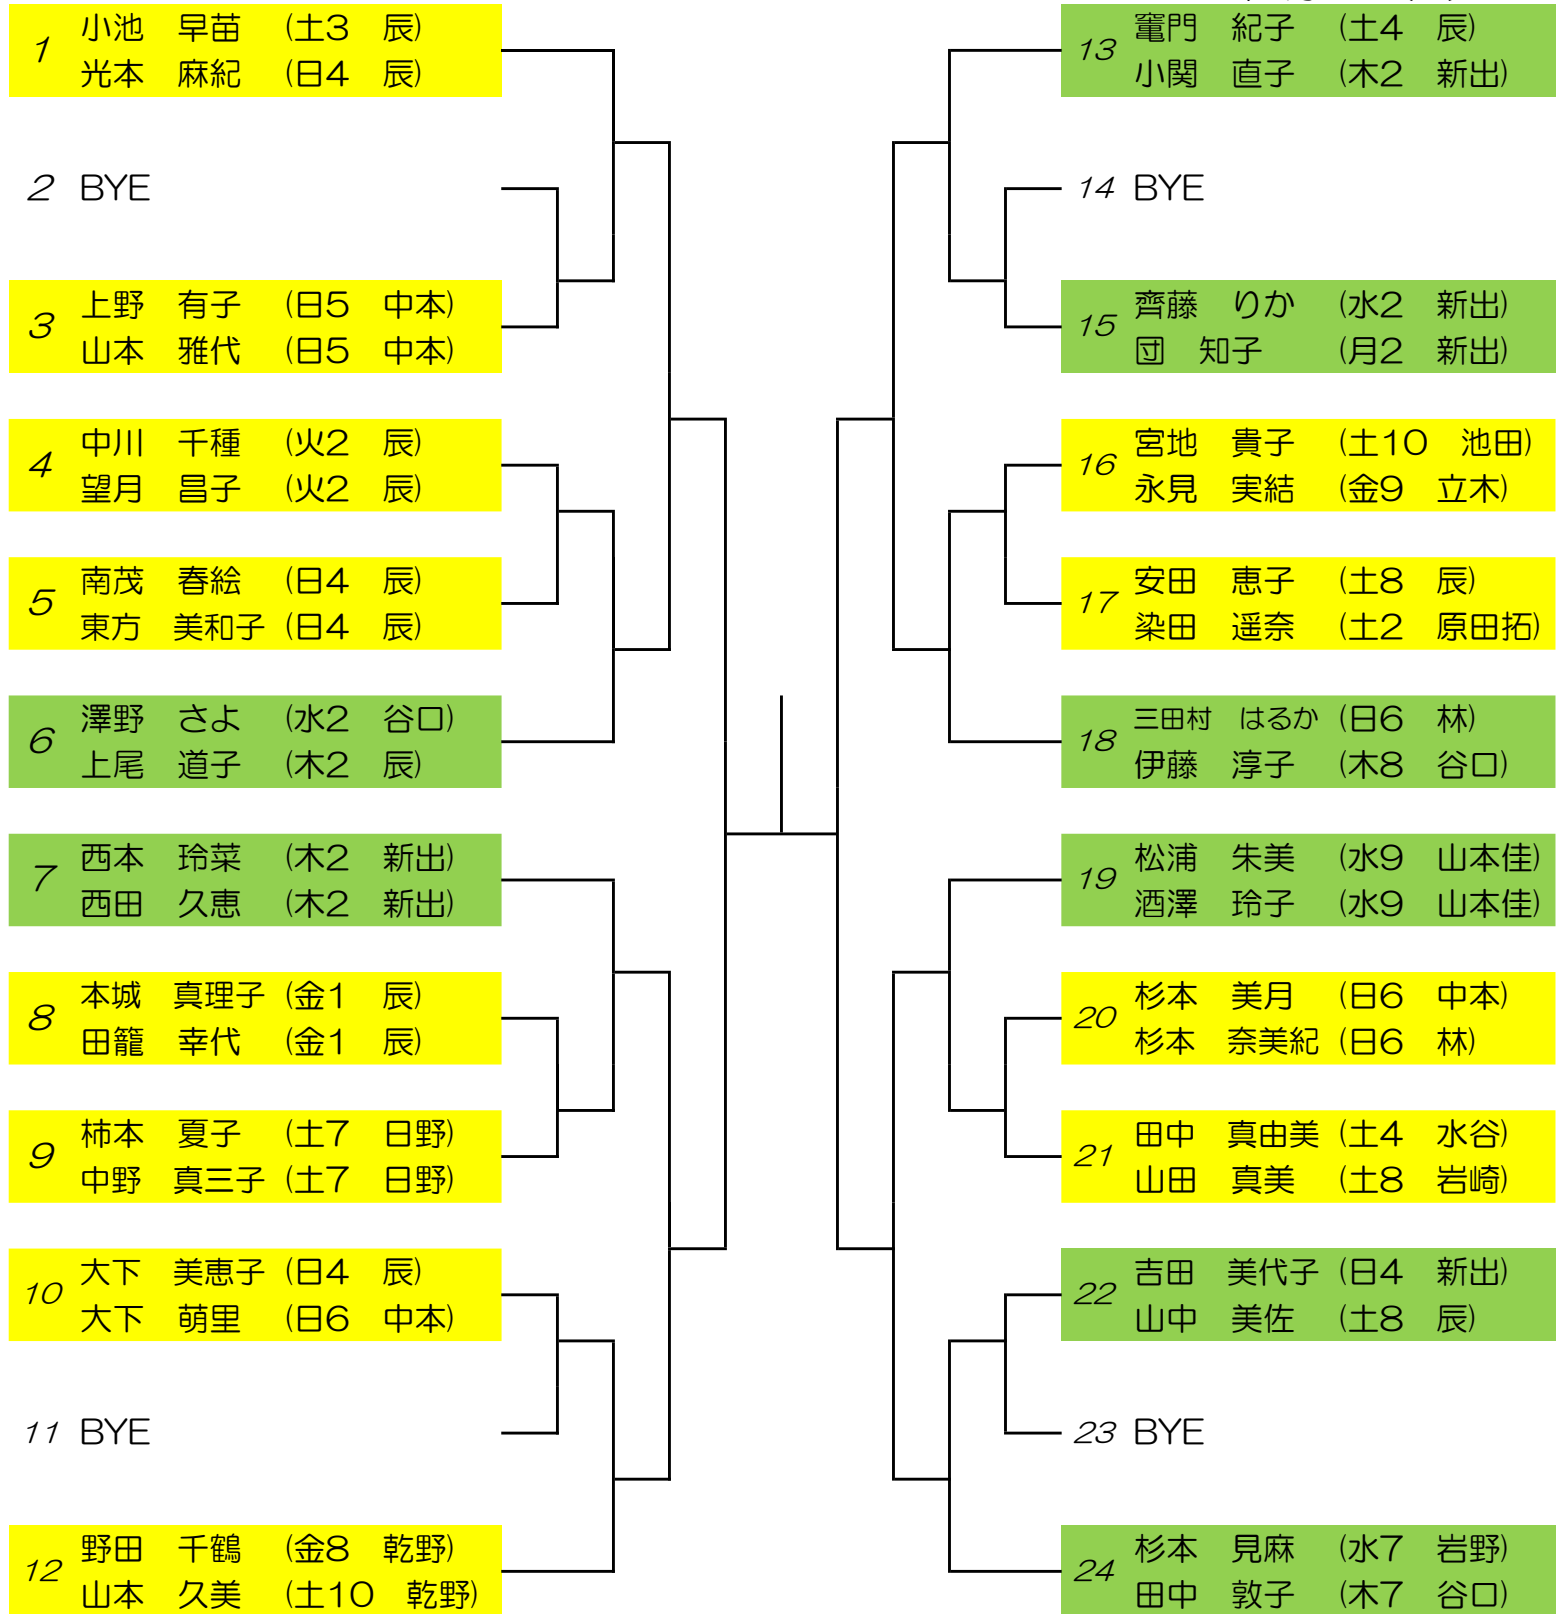 1
小池　早苗　(土3　辰)
光本　麻紀　(日4　辰)
2 BYE
3
上野　有子　(日5　中本)
山本　雅代　(日5　中本)
4
中川　千種　(火2　辰)
望月　昌子　(火2　辰)
5
南茂　春絵　(日4　辰)
東方　美和子 (日4　辰)
6
澤野　さよ　(水2　谷口)
上尾　道子　(木2　辰)
7
西本　玲菜　(木2　新出)
西田　久恵　(木2　新出)
8
本城　真理子 (金1　辰)
田籠　幸代　(金1　辰)
9
柿本　夏子　(土7　日野)
中野　真三子 (土7　日野)
10
大下　美恵子 (日4　辰)
大下　萌里　(日6　中本)
11 BYE
12
野田　千鶴　(金8　乾野)
山本　久美　(土10　乾野)
13
竃門　紀子　(土4　辰)
小関　直子　(木2　新出)
14 BYE
15
齊藤　りか　(水2　新出)
団　知子　(月2　新出)
16
宮地　貴子　(土10　池田)
永見　実結　(金9　立木)
17
安田　恵子　(土8　辰)
染田　遥奈　(土2　原田拓)
18
三田村　はるか (日6　林)
伊藤　淳子　(木8　谷口)
19
松浦　朱美　(水9　山本佳)
酒澤　玲子　(水9　山本佳)
20
杉本　美月　(日6　中本)
杉本　奈美紀 (日6　林)
21
田中　真由美 (土4　水谷)
山田　真美　(土8　岩崎)
22
吉田　美代子 (日4　新出)
山中　美佐　(土8　辰)
23 BYE
24
杉本　見麻　(水7　岩野)
田中　敦子　(木7　谷口)